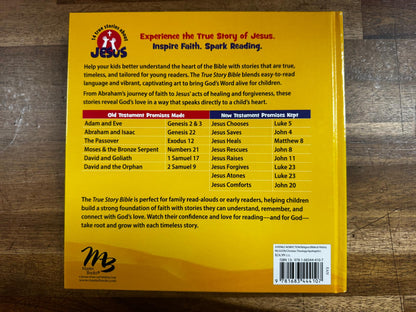 14 true stories about
JESUS
Experience the True Story of Jesus.
Inspire Faith. Spark Reading.
Help your kids better understand the heart of the Bible with stories that are true,
timeless, and tailored for young readers. The True Story Bible blends easy-to-read
language and vibrant, captivating art to bring God's Word alive for children.
From Abraham's journey of faith to Jesus' acts of healing and forgiveness, these
stories reveal God's love in a way that speaks directly to a child's heart.
Old Testament Promises Made New Testament Promises Kept
Adam and Eve Genesis 2 & 3 Jesus Chooses Luke 5
Abraham and Isaac Genesis 22 Jesus Saves John 4
The Passover Exodus 12 Jesus Heals Matthew 8
Moses & the Bronze Serpent Numbers 21 Jesus Rescues John 8
David and Goliath 1 Samuel 17 Jesus Raises John 11
David and the Orphan 2 Samuel 9 Jesus Forgives Luke 23
Jesus Atones Luke 23
Jesus Comforts John 20
The True Story Bible is perfect for family read-alouds or early readers, helping children
build a strong foundation of faith with stories they can understand, remember, and
connect with God's love. Watch their confidence and love for reading—and for God—
take root and grow with each timeless story.
MB
9 781683 444107